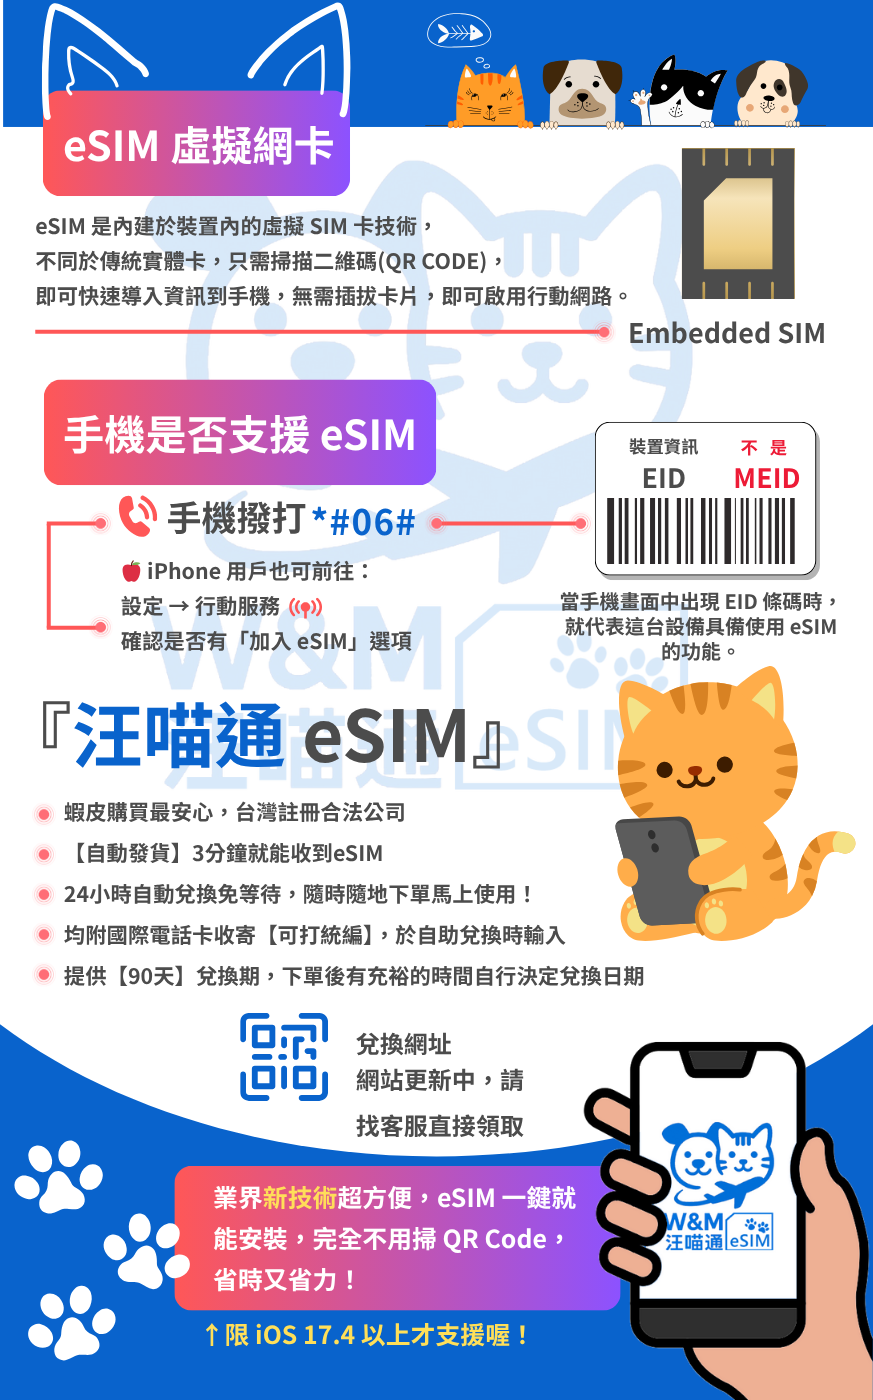 eSIM 虛擬網卡
eSIM 是內建於裝置內的虛擬 SIM 卡技術，
不同於傳統實體卡，只需掃描二維碼(QR CODE)，
即可快速導入資訊到手機，無需插拔卡片，即可啟用行動網路。
Embedded SIM
手機是否支援 eSIM
裝置資訊 不 是
EID MEID
手機撥打 *#06#
iPhone 用戶也可前往：
設定 → 行動服務
確認是否有「加入 eSIM」選項
當手機畫面中出現 EID 條碼時，
就代表這台設備具備使用 eSIM
的功能。
W&M
汪喵通 eSIM
『汪喵通 eSIM』
蝦皮購買最安心，台灣註冊合法公司
【自動發貨】3分鐘就能收到eSIM
24小時自動兌換免等待，隨時隨地下單馬上使用！
均附國際電話卡收寄【可打統編】，於自助兌換時輸入
提供【90天】兌換期，下單後有充裕的時間自行決定兌換日期
兌換網址
網站更新中，請
找客服直接領取
業界新技術超方便，eSIM 一鍵就
能安裝，完全不用掃 QR Code，
省時又省力！
↑限 iOS 17.4 以上才支援喔！
W&M
汪喵通 eSIM